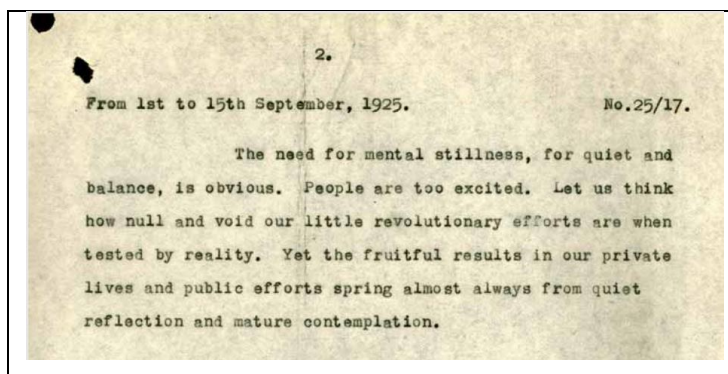 2.
From 1st to 15th September, 1925. No.25/17.
The need for mental stillness, for quiet and
balance, is obvious. People are too excited. Let us think
how null and void our little revolutionary efforts are when
tested by reality. Yet the fruitful results in our private
lives and public efforts spring almost always from quiet
reflection and mature contemplation.